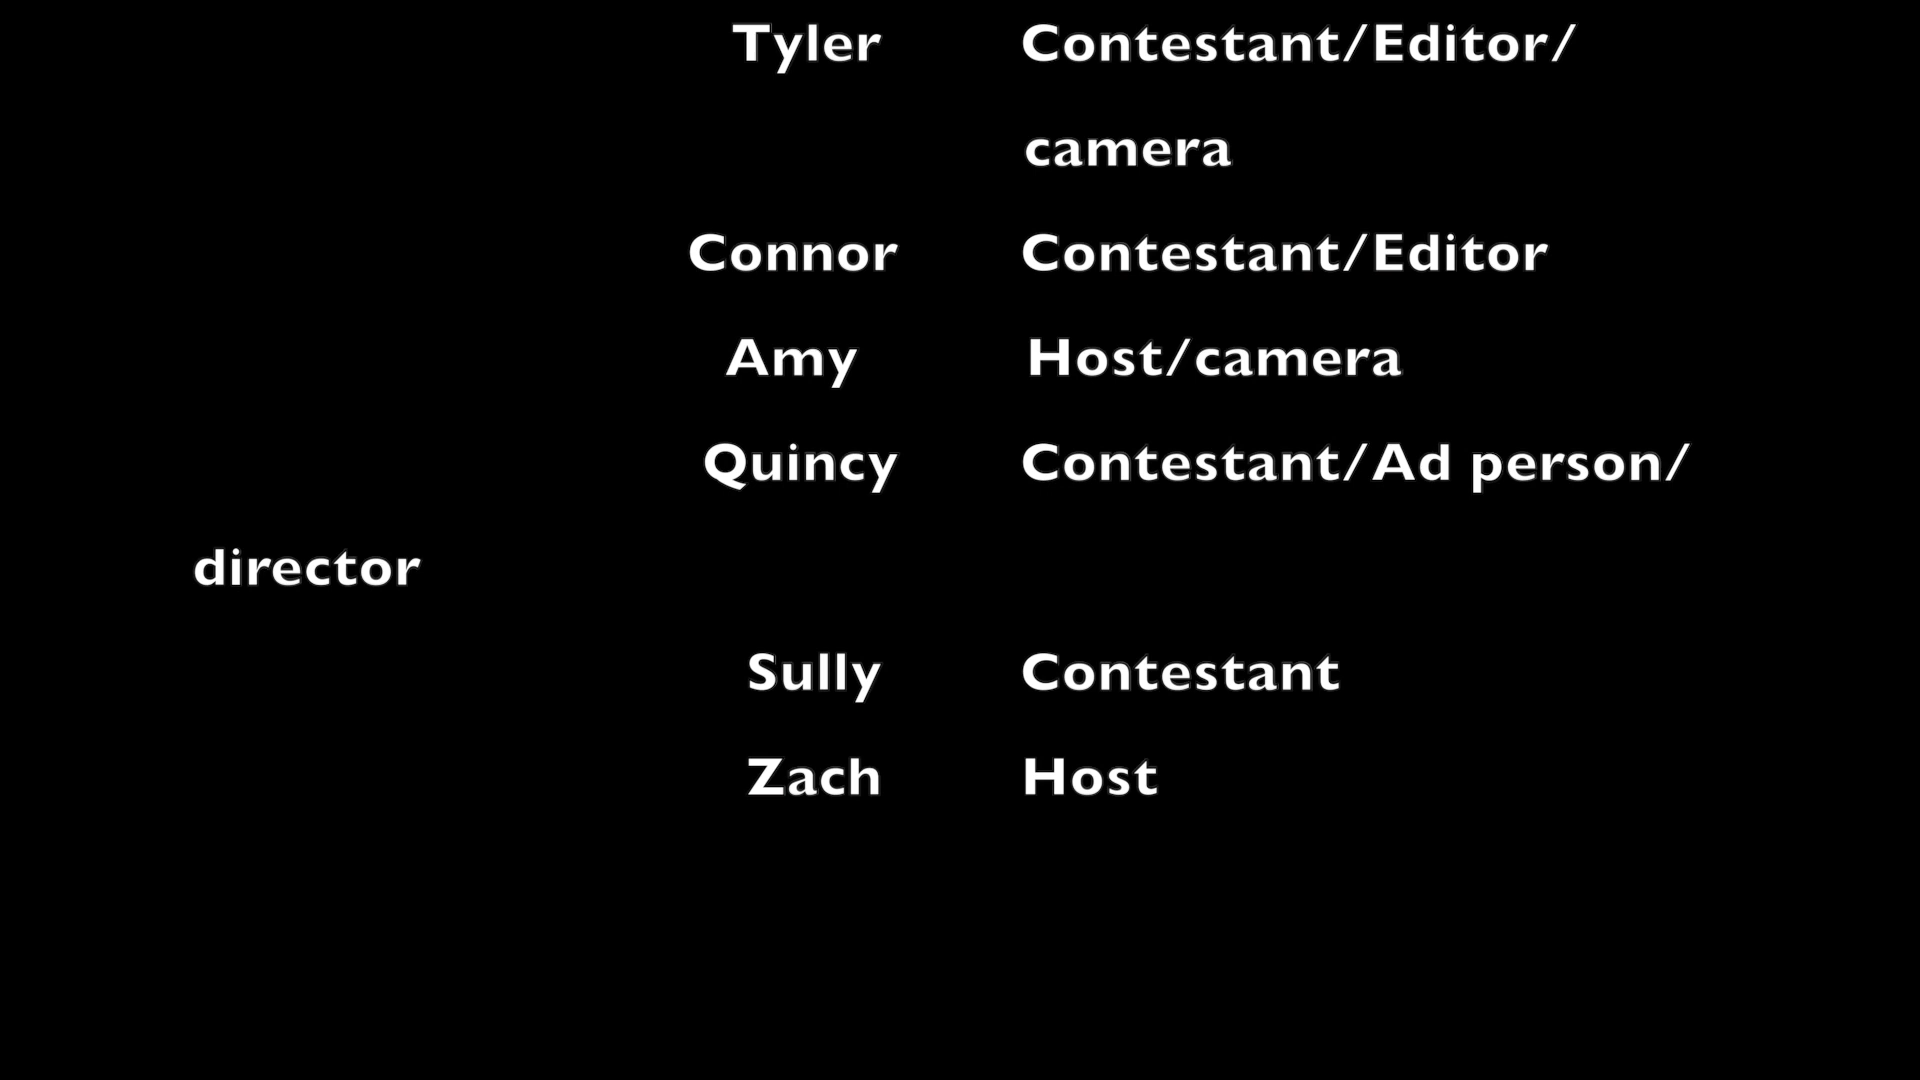 Tyler Contestant/Editor/
camera
Connor Contestant/Editor
Amy Host/camera
Quincy Contestant/Ad person/
director
Sully Contestant
Zach Host